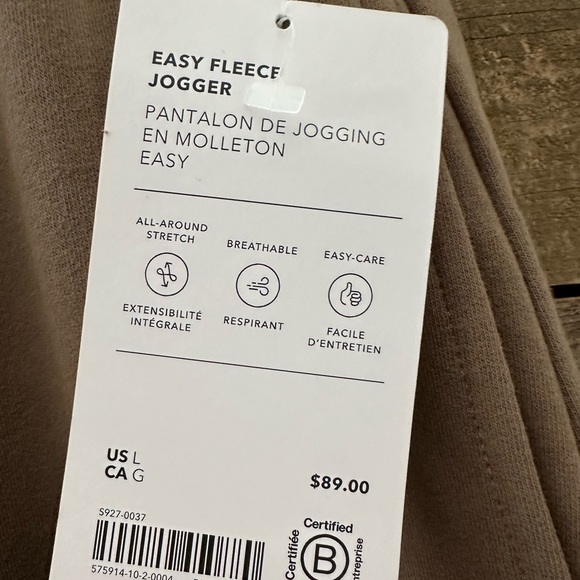 EASY FLEECE
JOGGER
PANTALON DE JOGGING
EN MOLLETON
EASY
ALL-AROUND
STRETCH
EXTENSIBILITÉ
INTÉGRALE
BREATHABLE
RESPIRANT
EASY-CARE
FACILE
D'ENTRETIEN
US L
CA G
$89.00
S927-0037
575914-10-2-0004
Certified
Certifiée
B
Entreprise